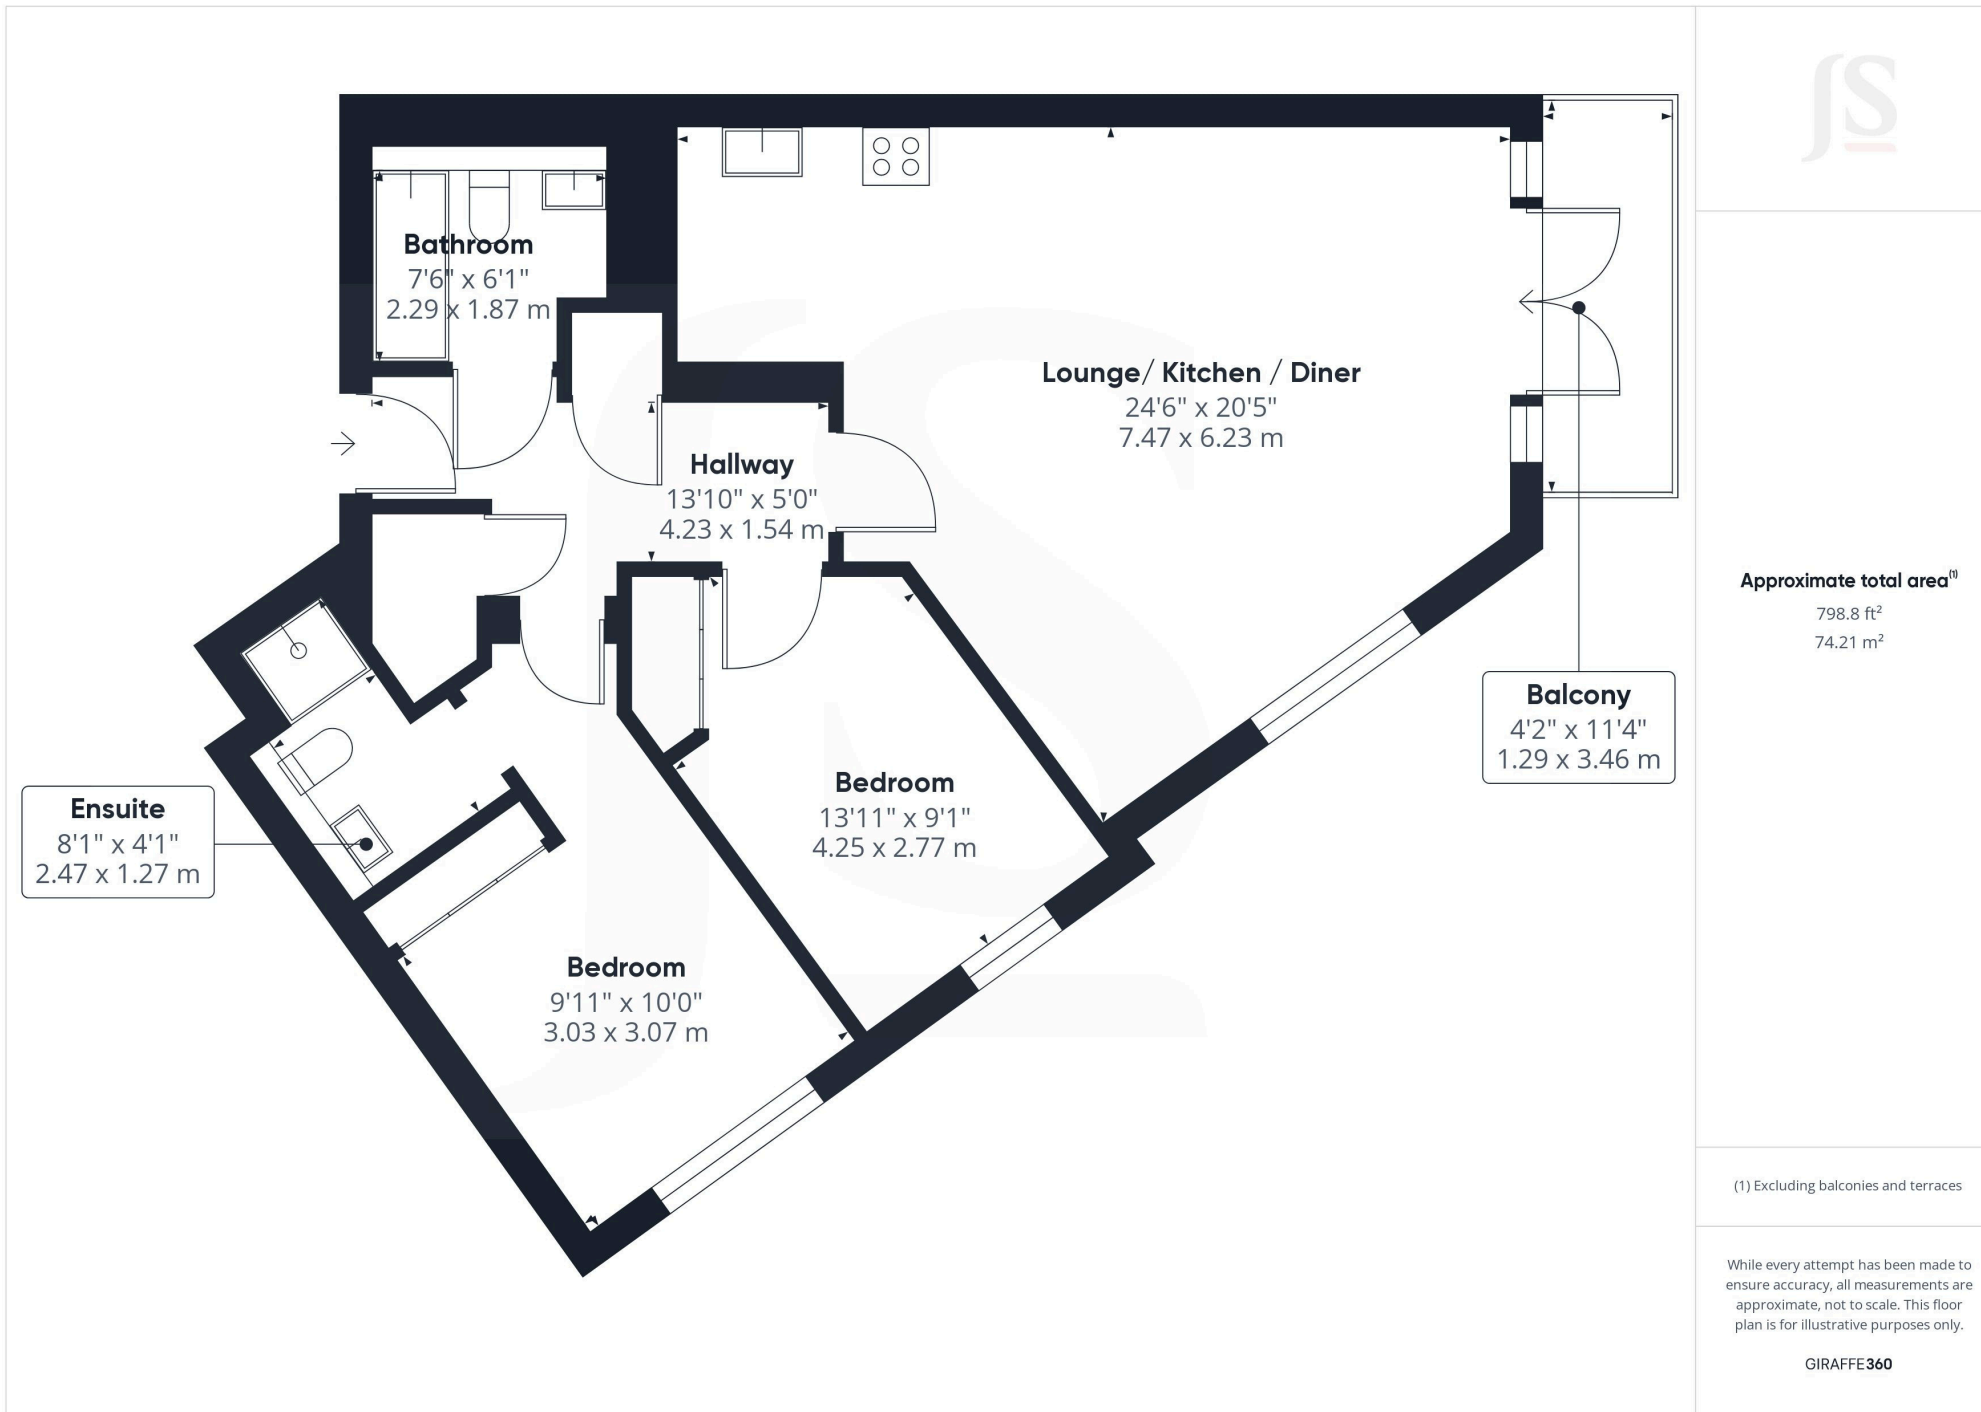 Bathroom
7'6" x 6'1"
2.29 x 1.87 m
Lounge/ Kitchen / Diner
24'6" x 20'5"
7.47 x 6.23 m
Hallway
13'10" x 5'0"
4.23 x 1.54 m
Balcony
4'2" x 11'4"
1.29 x 3.46 m
Ensuite
8'1" x 4'1"
2.47 x 1.27 m
Bedroom
13'11" x 9'1"
4.25 x 2.77 m
Bedroom
9'11" x 10'0"
3.03 x 3.07 m
JS
Approximate total area(1)
798.8 ft²
74.21 m²
(1) Excluding balconies and terraces
While every attempt has been made to
ensure accuracy, all measurements are
approximate, not to scale. This floor
plan is for illustrative purposes only.
GIRAFFE360